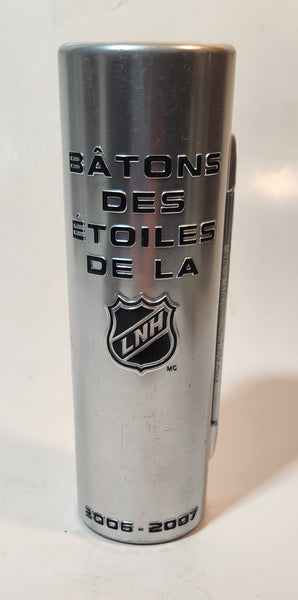 BÂTONS
DES
ÉTOILES
DE LA
LNH
MC
2006-2007